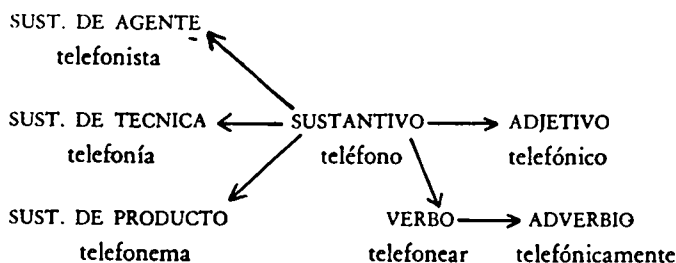 SUST. DE AGENTE
telefonista
SUST. DE TECNICA SUSTANTIVO ADJETIVO
telefonía teléfono telefónico
SUST. DE PRODUCTO VERBO ADVERBIO
telefonema telefonear telefónicamente